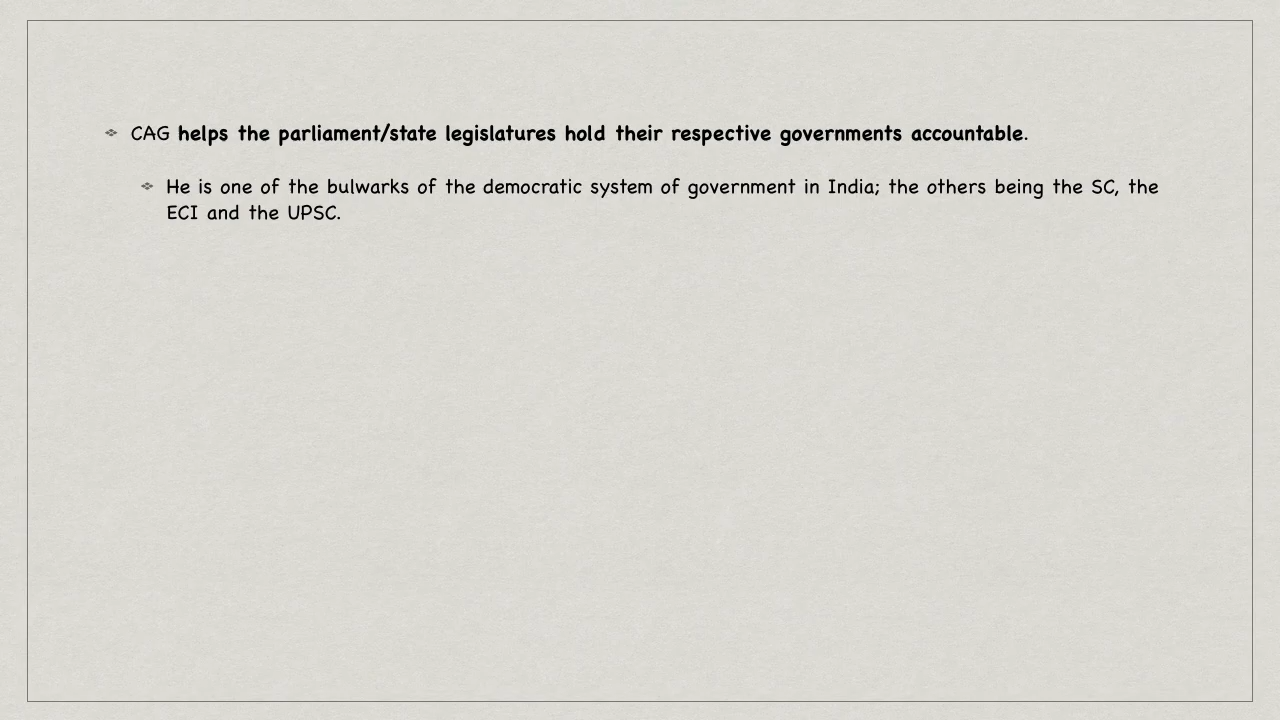 CAG helps the parliament/state legislatures hold their respective governments accountable.
He is one of the bulwarks of the democratic system of government in India; the others being the SC, the
ECI and the UPSC.